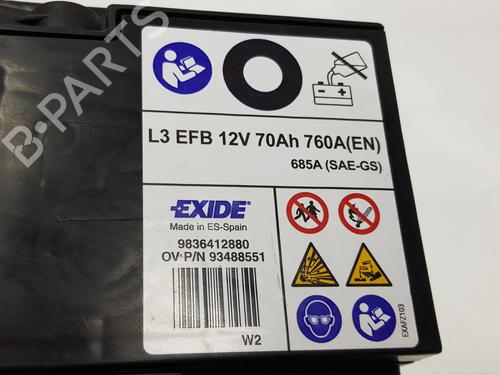 B-PARTS
L3 EFB 12V 70Ah 760A(EN)
685A (SAE-GS)
EXIDE
Made in ES-Spain
9836412880
OV P/N 93488551
W2
EXAFZ103